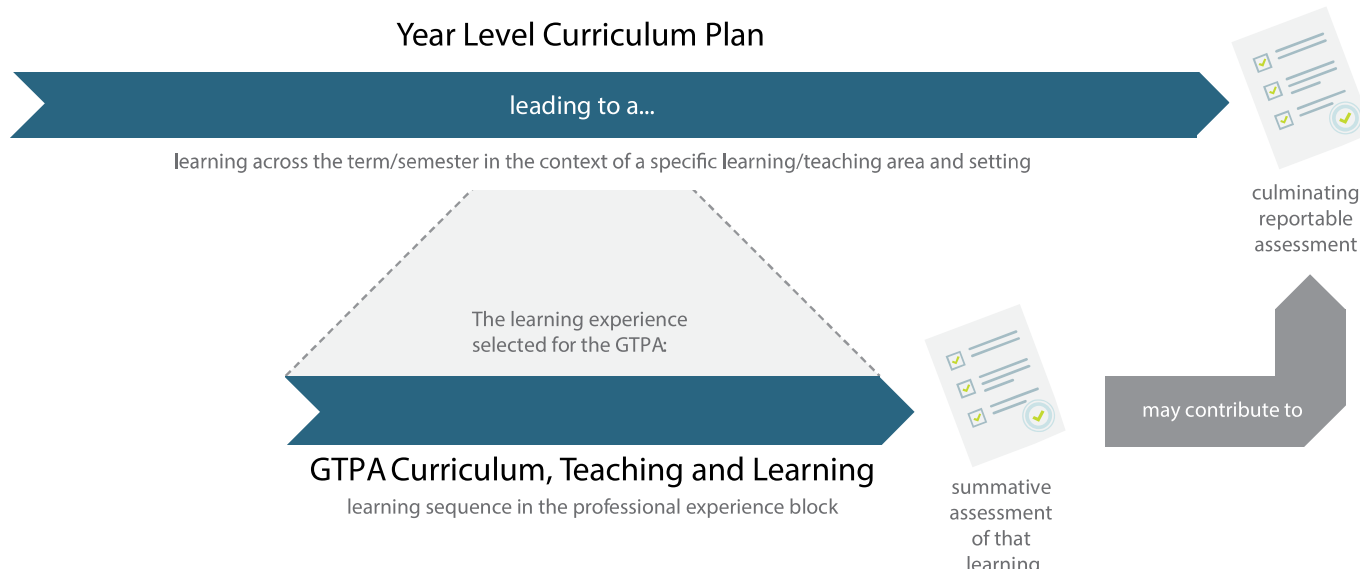 Year Level Curriculum Plan
leading to a...
learning across the term/semester in the context of a specific learning/teaching area and setting
culminating
reportable
assessment
The learning experience
selected for the GTPA:
may contribute to
GTPA Curriculum, Teaching and Learning
learning sequence in the professional experience block
summative
assessment
of that
learning